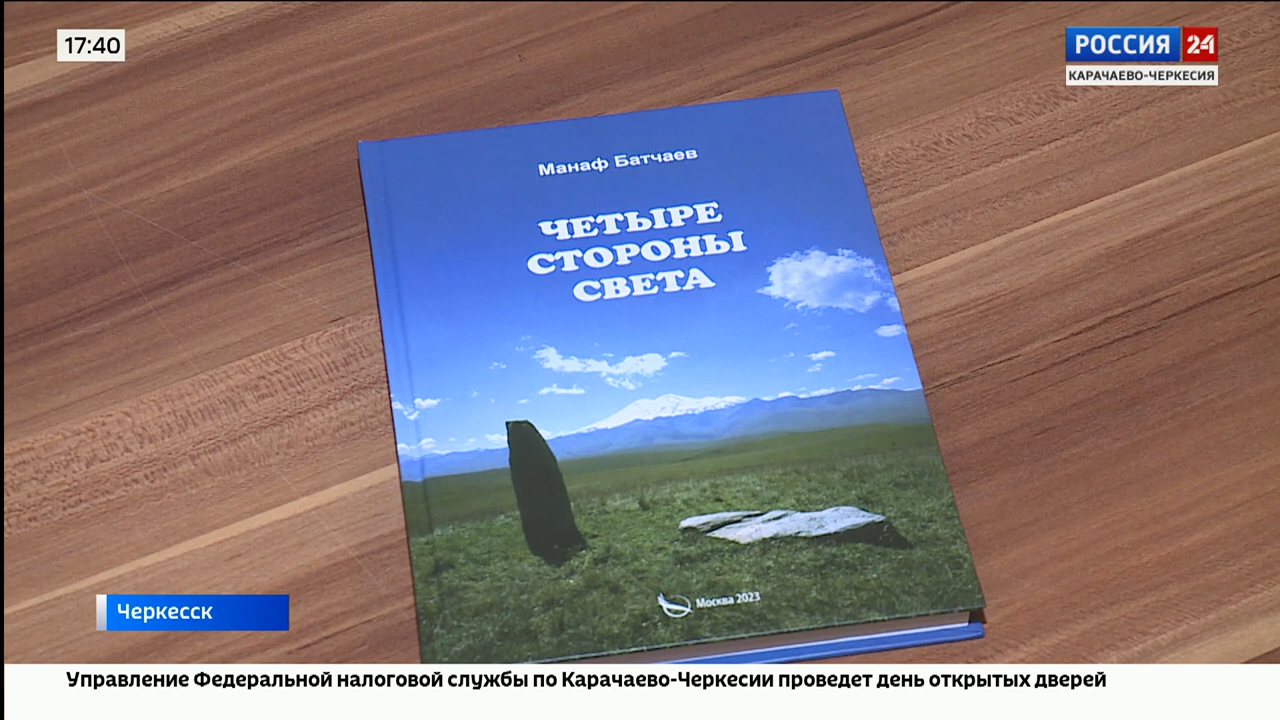 17:40
РОССИЯ 24
КАРАЧАЕВО-ЧЕРКЕСИЯ
Манаф Батчаев
ЧЕТЫРЕ
СТОРОНЫ
СВЕТА
Москва 2023
Черкесск
Управление Федеральной налоговой службы по Карачаево-Черкесии проведет день открытых дверей